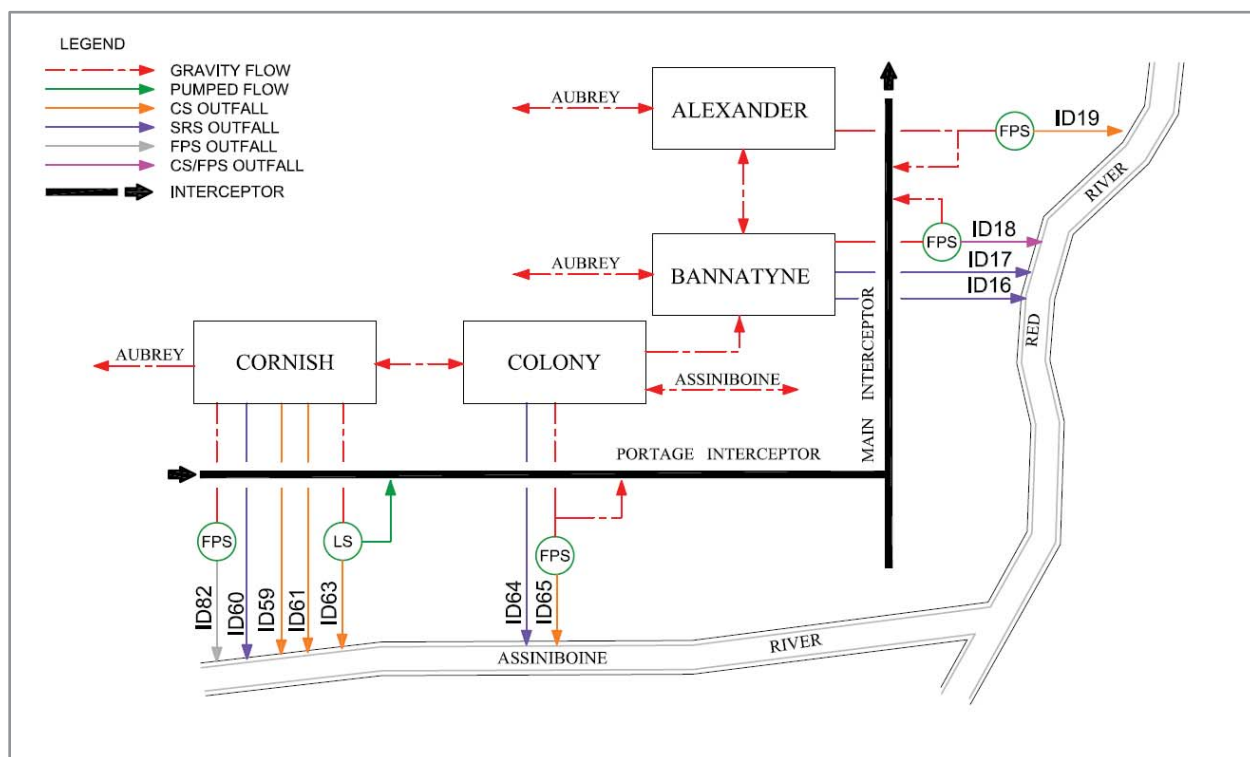 LEGEND
GRAVITY FLOW
PUMPED FLOW
CS OUTFALL
SRS OUTFALL
FPS OUTFALL
CS/FPS OUTFALL
INTERCEPTOR
AUBREY
ALEXANDER
FPS
ID19
RIVER
AUBREY
BANNATYNE
FPS
ID18
ID17
ID16
RED
MAIN INTERCEPTOR
AUBREY
CORNISH
COLONY
ASSINIBOINE
PORTAGE INTERCEPTOR
FPS
LS
FPS
ID82
ID60
ID59
ID61
ID63
ID64
ID65
ASSINIBOINE
RIVER